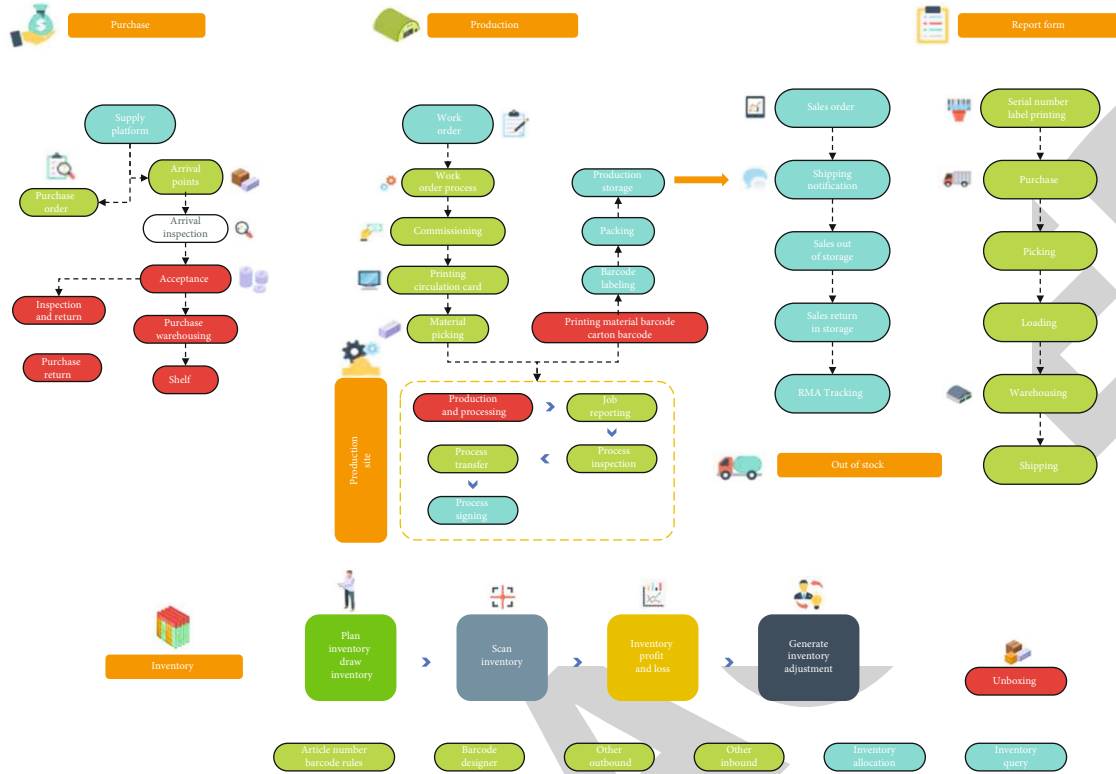 Purchase
Production
Report form
Supply
platform
Arrival
points
Purchase
order
Arrival
inspection
Acceptance
Inspection
and return
Purchase
warehousing
Purchase
return
Shelf
Work
order
Work
order process
Commissioning
Printing
circulation card
Material
picking
Production
storage
Packing
Barcode
labeling
Printing material barcode
carton barcode
Production
site
Production
and processing
Job
reporting
Process
transfer
Process
inspection
Process
signing
Sales order
Shipping
notification
Sales out
of storage
Sales return
in storage
RMA Tracking
Out of stock
Serial number
label printing
Purchase
Picking
Loading
Warehousing
Shipping
Inventory
Plan
inventory
draw
inventory
Scan
inventory
Inventory
profit
and loss
Generate
inventory
adjustment
Unboxing
Article number
barcode rules
Barcode
designer
Other
outbound
Other
inbound
Inventory
allocation
Inventory
query